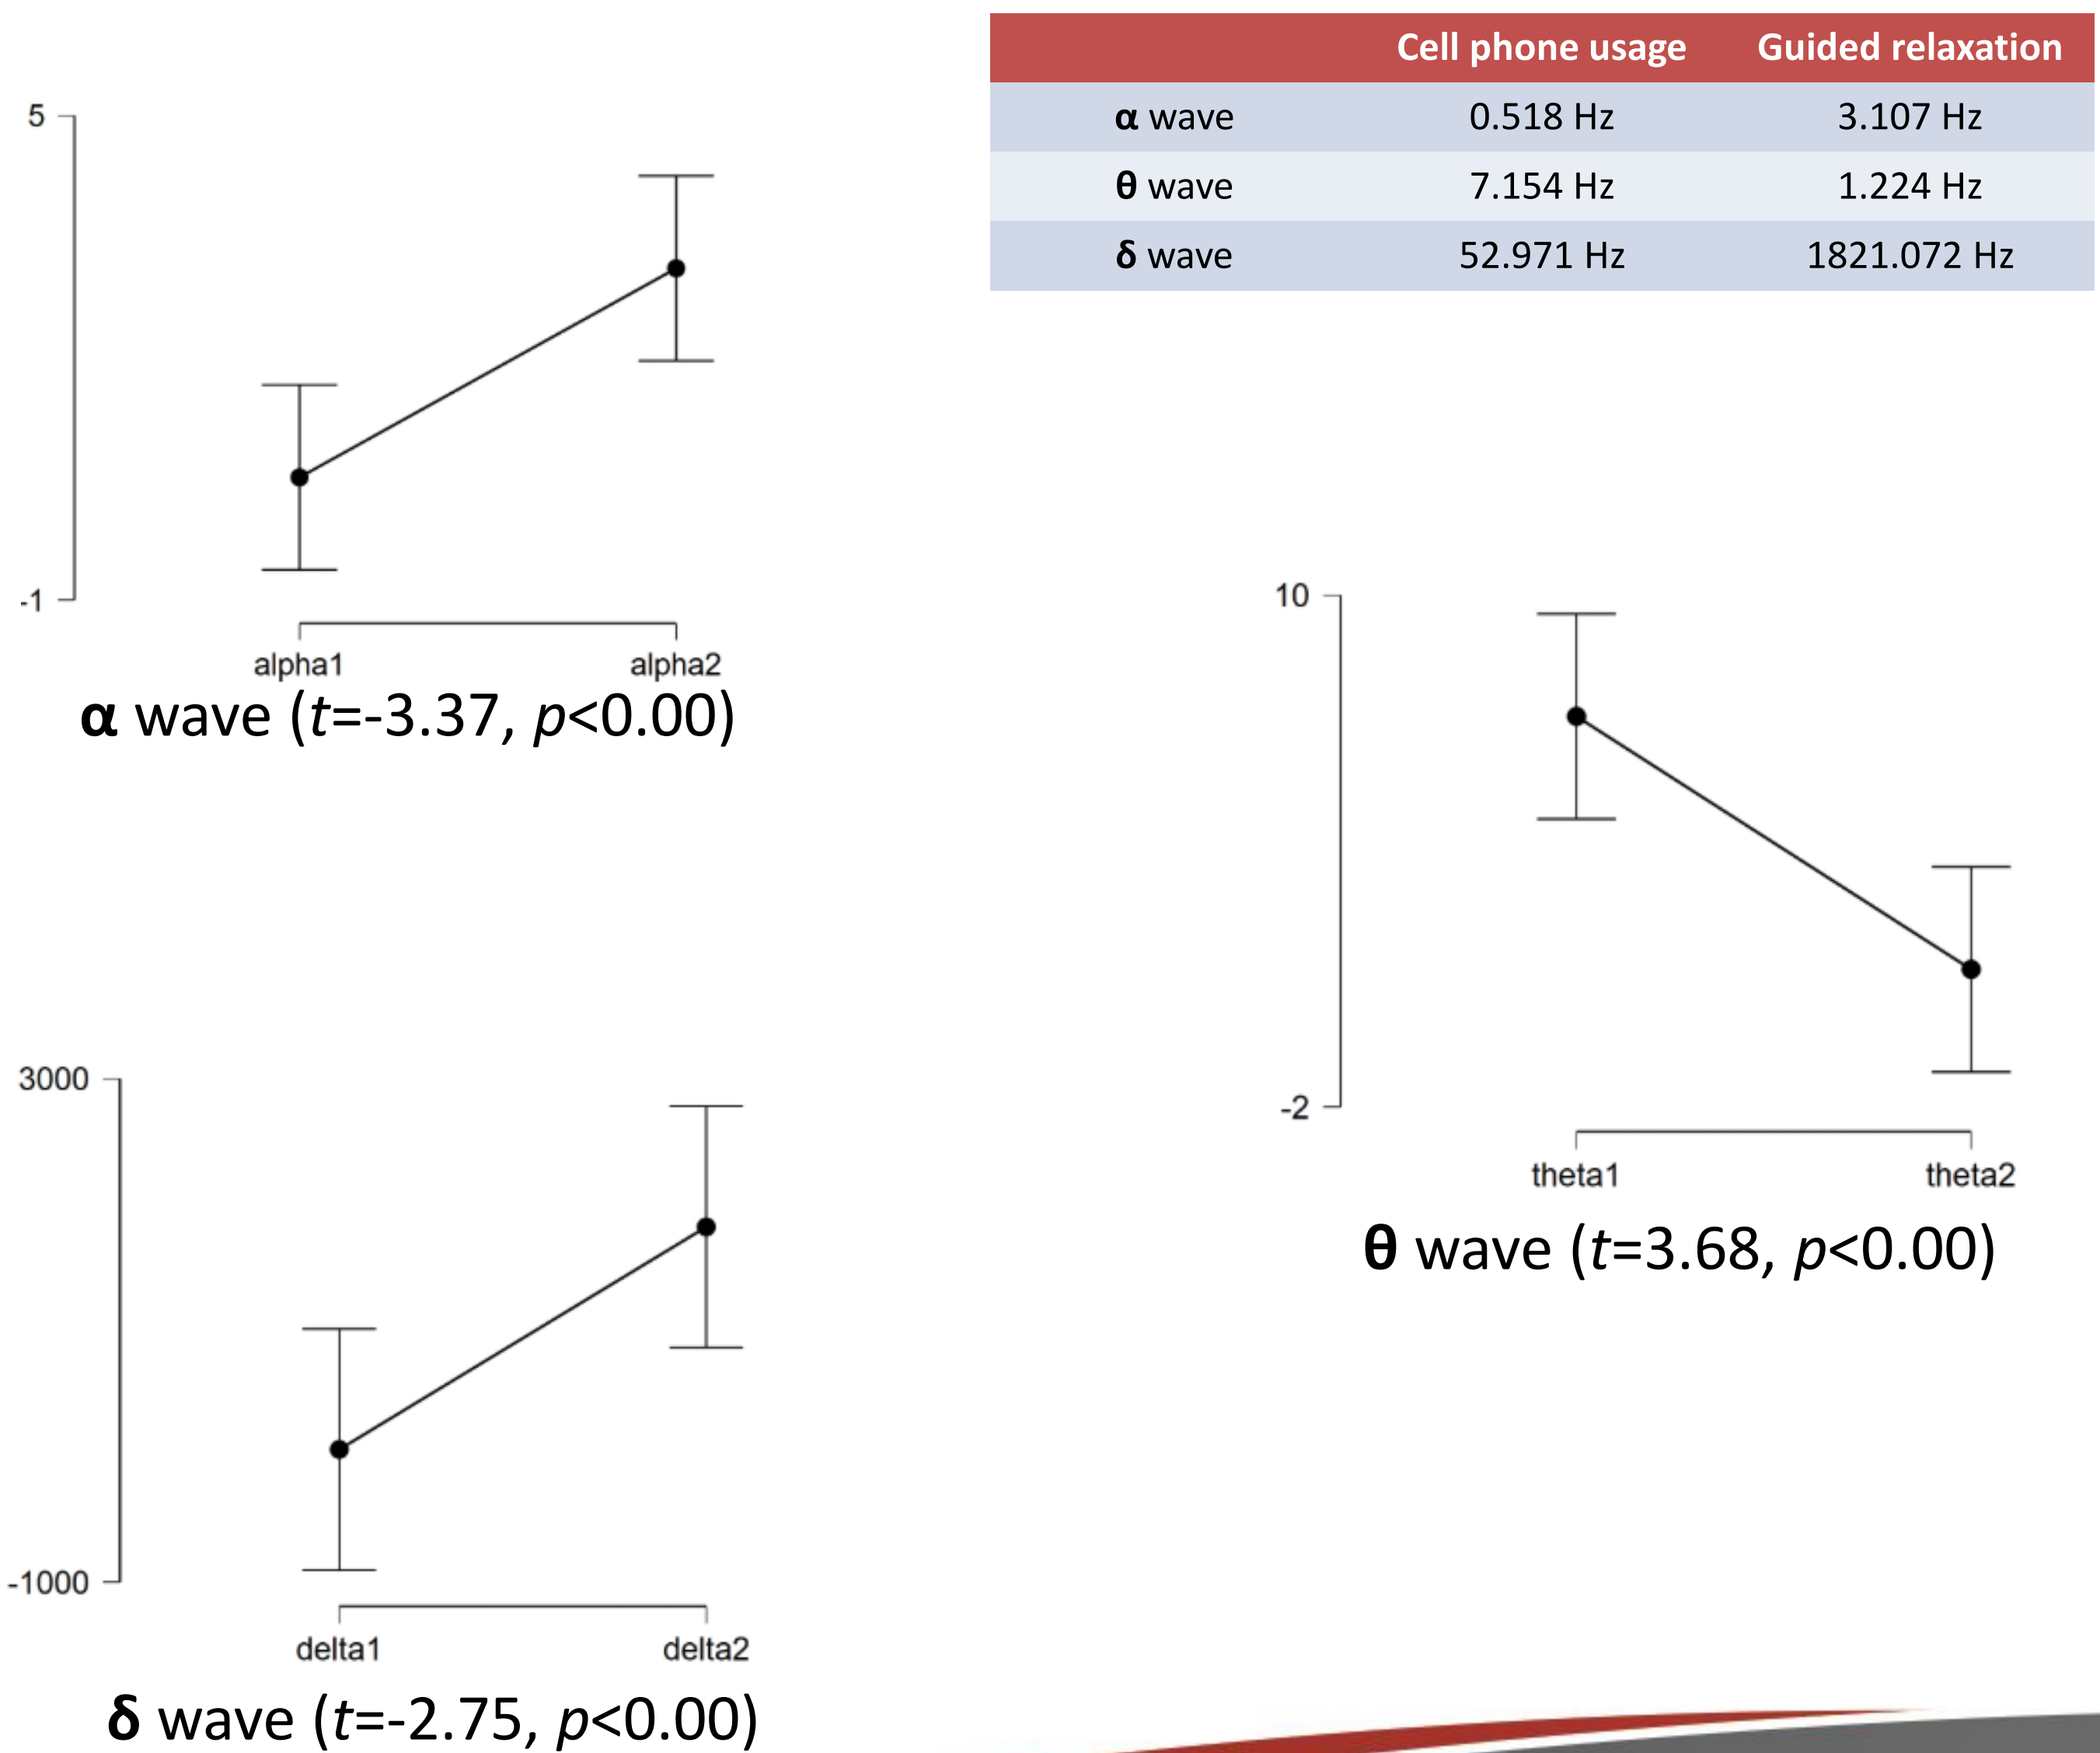 Cell phone usage Guided relaxation
α wave 0.518 Hz 3.107 Hz
θ wave 7.154 Hz 1.224 Hz
δ wave 52.971 Hz 1821.072 Hz
5
-1
alpha1 alpha2
α wave (t=-3.37, p<0.00)
10
-2
theta1 theta2
θ wave (t=3.68, p<0.00)
3000
-1000
delta1 delta2
δ wave (t=-2.75, p<0.00)